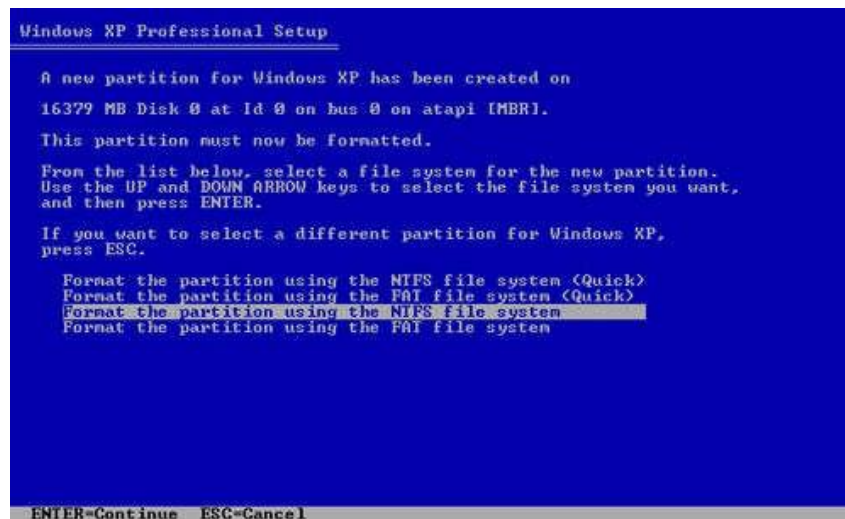 Windows XP Professional Setup
A new partition for Windows XP has been created on
16379 MB Disk 0 at Id 0 on bus 0 on atapi [MBR].
This partition must now be formatted.
From the list below, select a file system for the new partition.
Use the UP and DOWN ARROW keys to select the file system you want,
and then press ENTER.
If you want to select a different partition for Windows XP,
press ESC.
Format the partition using the NTFS file system (Quick)
Format the partition using the FAT file system (Quick)
Format the partition using the NTFS file system
Format the partition using the FAT file system
ENTER=Continue ESC=Cancel